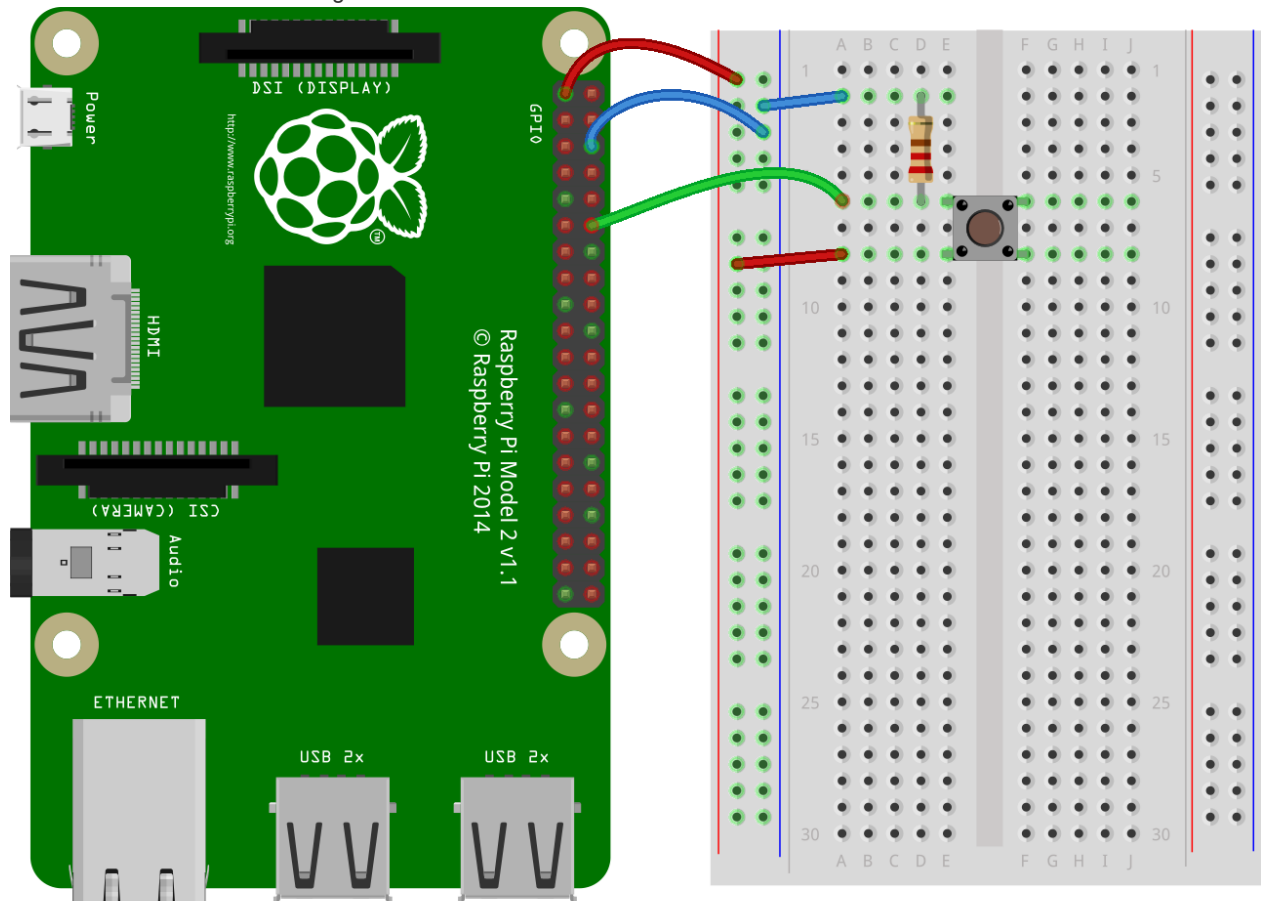 DSI (DISPLAY)
Power
GPIO
http://www.raspberrypi.org
TM
HDMI
Raspberry Pi Model 2 v1.1
© Raspberry Pi 2014
CSI (CAMERA)
Audio
ETHERNET
USB 2x
USB 2x
A B C D E F G H I J
1 1
5 5
10 10
15 15
20 20
25 25
30 30
A B C D E F G H I J